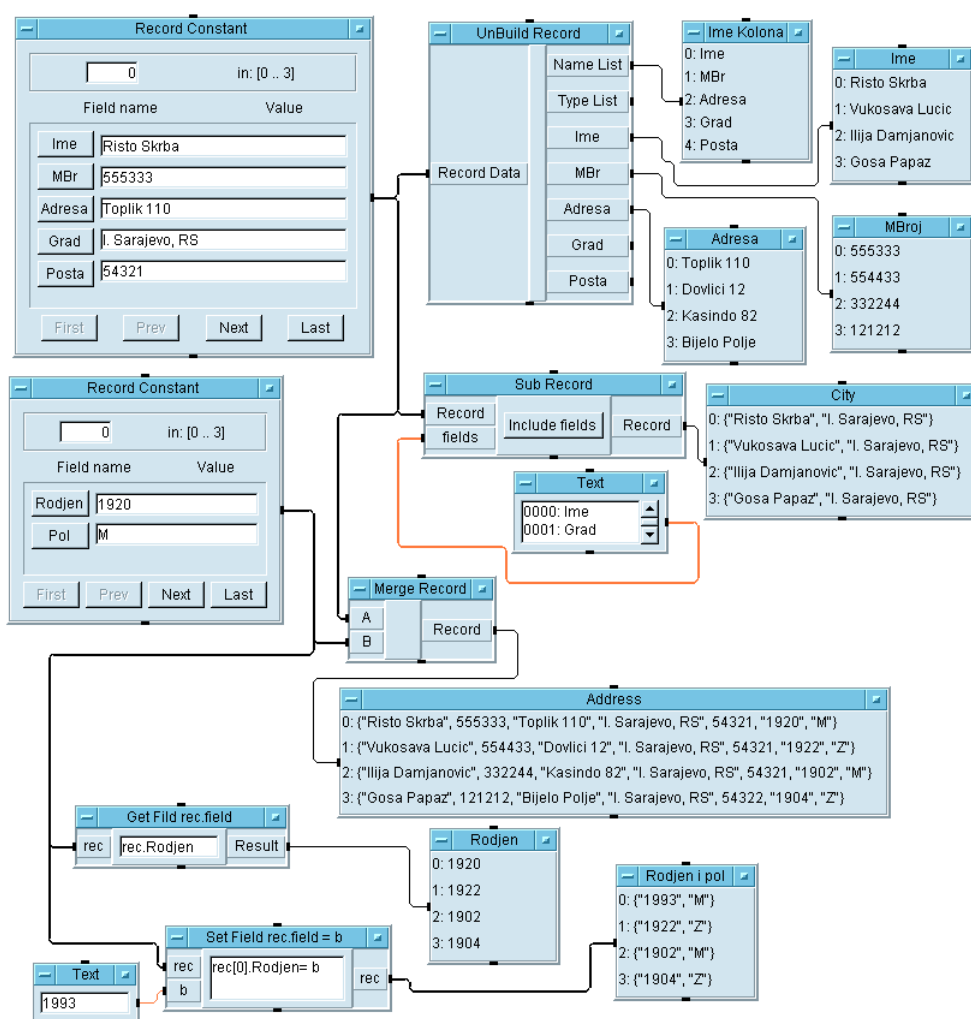 Record Constant
0 in: [0 .. 3]
Field name Value
Ime Risto Skrba
MBr 555333
Adresa Toplik 110
Grad I. Sarajevo, RS
Posta 54321
First Prev Next Last
UnBuild Record
Record Data
Name List
Type List
Ime
MBr
Adresa
Grad
Posta
Ime Kolona
0: Ime
1: MBr
2: Adresa
3: Grad
4: Posta
Ime
0: Risto Skrba
1: Vukosava Lucic
2: Ilija Damjanovic
3: Gosa Papaz
Adresa
0: Toplik 110
1: Dovlici 12
2: Kasindo 82
3: Bijelo Polje
MBroj
0: 555333
1: 554433
2: 332244
3: 121212
Record Constant
0 in: [0 .. 3]
Field name Value
Rodjen 1920
Pol M
First Prev Next Last
Sub Record
Record Include fields Record
fields
Text
0000: Ime
0001: Grad
City
0: {"Risto Skrba", "I. Sarajevo, RS"}
1: {"Vukosava Lucic", "I. Sarajevo, RS"}
2: {"Ilija Damjanovic", "I. Sarajevo, RS"}
3: {"Gosa Papaz", "I. Sarajevo, RS"}
Merge Record
A Record
B
Address
0: {"Risto Skrba", 555333, "Toplik 110", "I. Sarajevo, RS", 54321, "1920", "M"}
1: {"Vukosava Lucic", 554433, "Dovlici 12", "I. Sarajevo, RS", 54321, "1922", "Z"}
2: {"Ilija Damjanovic", 332244, "Kasindo 82", "I. Sarajevo, RS", 54321, "1902", "M"}
3: {"Gosa Papaz", 121212, "Bijelo Polje", "I. Sarajevo, RS", 54322, "1904", "Z"}
Get Fild rec.field
rec rec.Rodjen Result
Rodjen
0: 1920
1: 1922
2: 1902
3: 1904
Rodjen i pol
0: {"1993", "M"}
1: {"1922", "Z"}
2: {"1902", "M"}
3: {"1904", "Z"}
Set Field rec.field = b
rec rec[0].Rodjen= b rec
b
Text
1993